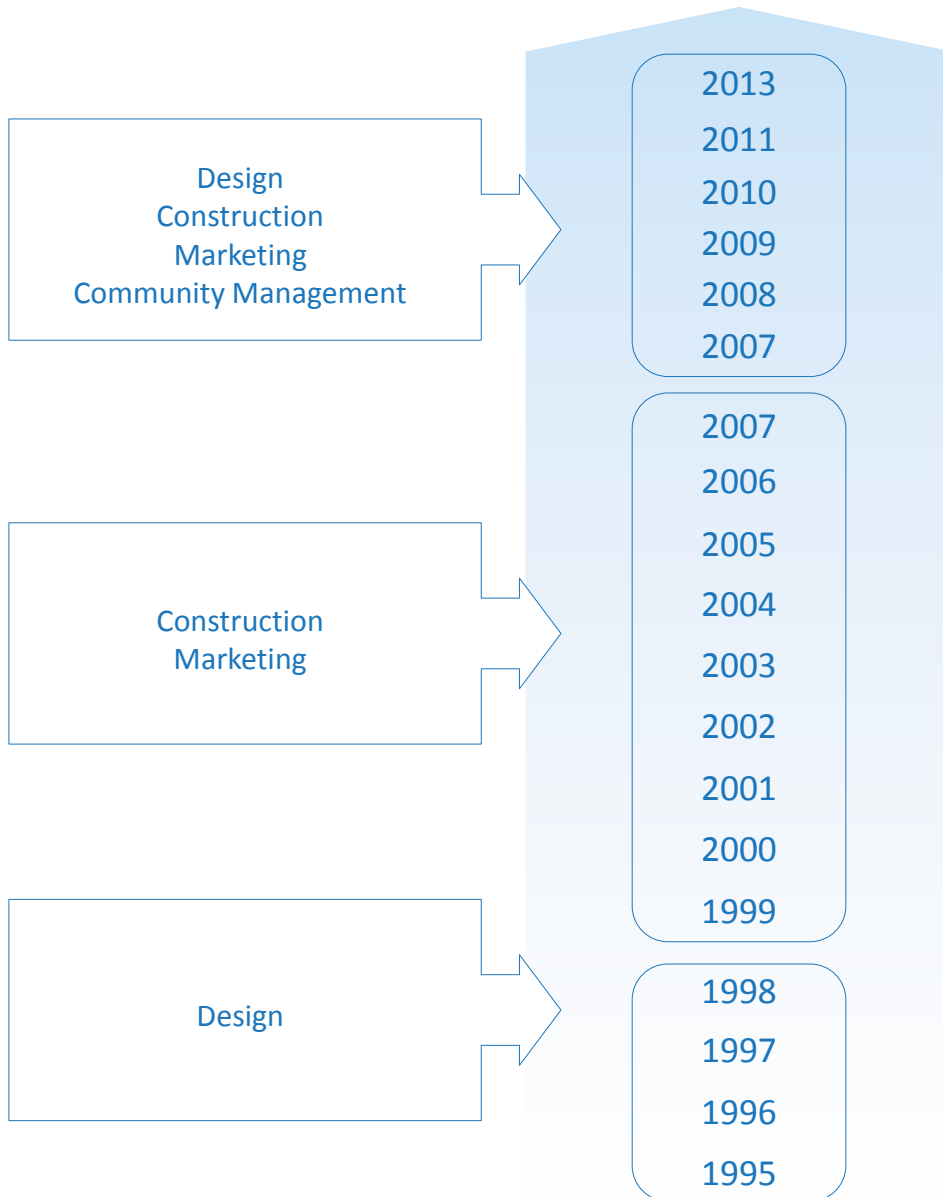 2013
2011
2010
2009
2008
2007
Design
Construction
Marketing
Community Management
2007
2006
2005
2004
2003
2002
2001
2000
1999
Construction
Marketing
1998
1997
1996
1995
Design